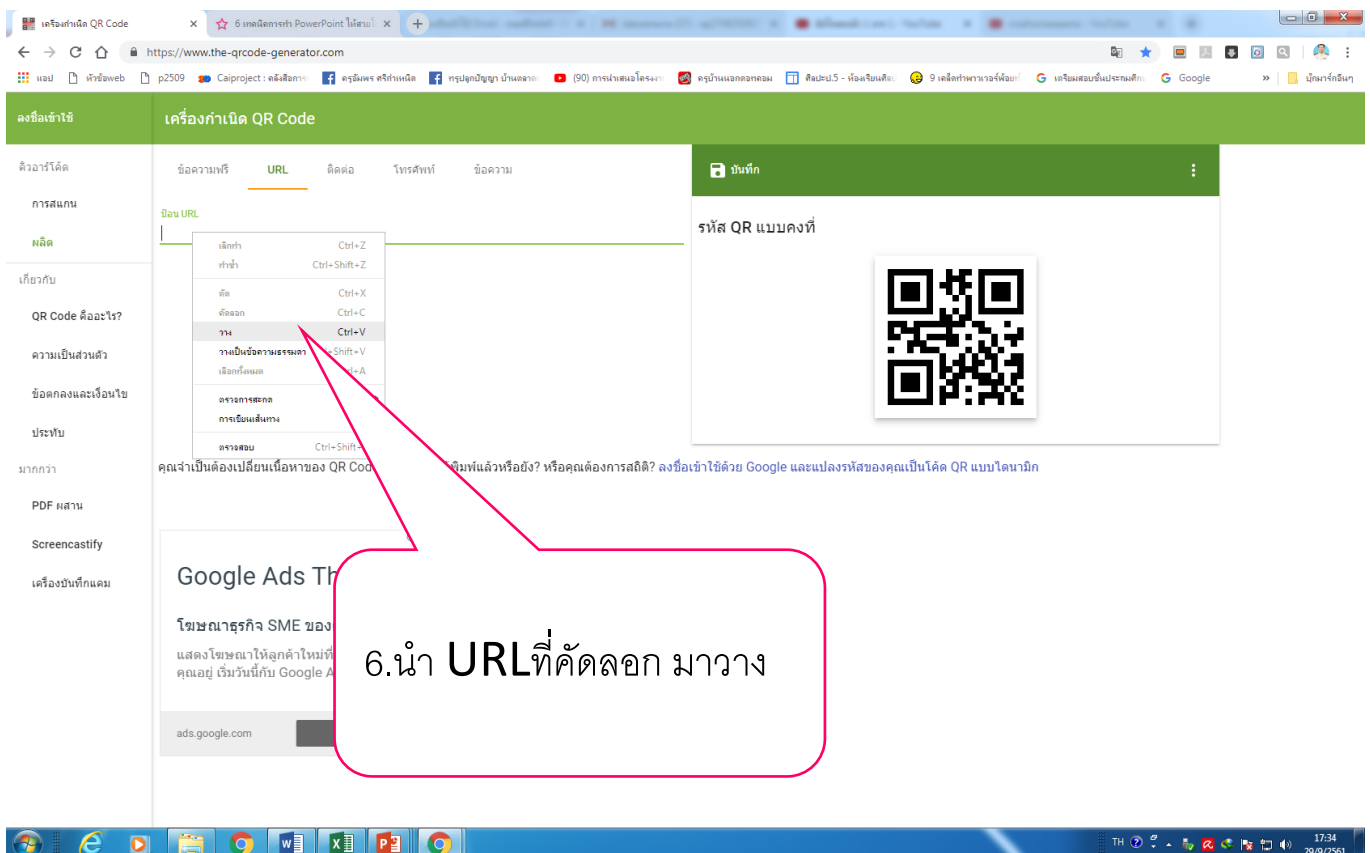 เครื่องกำเนิด QR Code
6 เทคนิคการทำ PowerPoint ให้สวย
https://www.the-qrcode-generator.com
แอป
หัวข้อweb
p2509
Caiproject : คลังสื่อการ
ครูอัมพร ศรีกำเหนิด
(90) การนำเสนอโครงงา
ครูบ้านนอกดอทคอม
ศิลปะป.5 - ห้องเรียนศิลป
9 เคล็ดทำพาวเวอร์พ้อยท์
เตรียมสอบชั้นประถมศึก
Google
»
บุ๊กมาร์กอื่นๆ
ลงชื่อเข้าใช้
เครื่องกำเนิด QR Code
คิวอาร์โค้ด
การสแกน
ผลิต
เกี่ยวกับ
QR Code คืออะไร?
ความเป็นส่วนตัว
ข้อตกลงและเงื่อนไข
ประทับ
มากกว่า
PDF ผสาน
Screencastify
เครื่องบันทึกแคม
ข้อความฟรี URL ติดต่อ โทรศัพท์ ข้อความ
ป้อน URL
เลิกทำ Ctrl+Z
ทำซ้ำ Ctrl+Shift+Z
ตัด Ctrl+X
คัดลอก Ctrl+C
วาง Ctrl+V
วางเป็นข้อความธรรมดา +Shift+V
เลือกทั้งหมด +A
ตรวจการสะกด
การเขียนเส้นทาง
ตรวจสอบ Ctrl+Shift+
บันทึก
รหัส QR แบบคงที่
คุณจำเป็นต้องเปลี่ยนเนื้อหาของ QR Cod พิมพ์แล้วหรือยัง? หรือคุณต้องการสถิติ? ลงชื่อเข้าใช้ด้วย Google และแปลงรหัสของคุณเป็นโค้ด QR แบบไดนามิก
Google Ads Th
โฆษณาธุรกิจ SME ของ
แสดงโฆษณาให้ลูกค้าใหม่ที่
คุณอยู่ เริ่มวันนี้กับ Google A
ads.google.com
6.นำ URLที่คัดลอก มาวาง
TH
17:34
29/9/2561